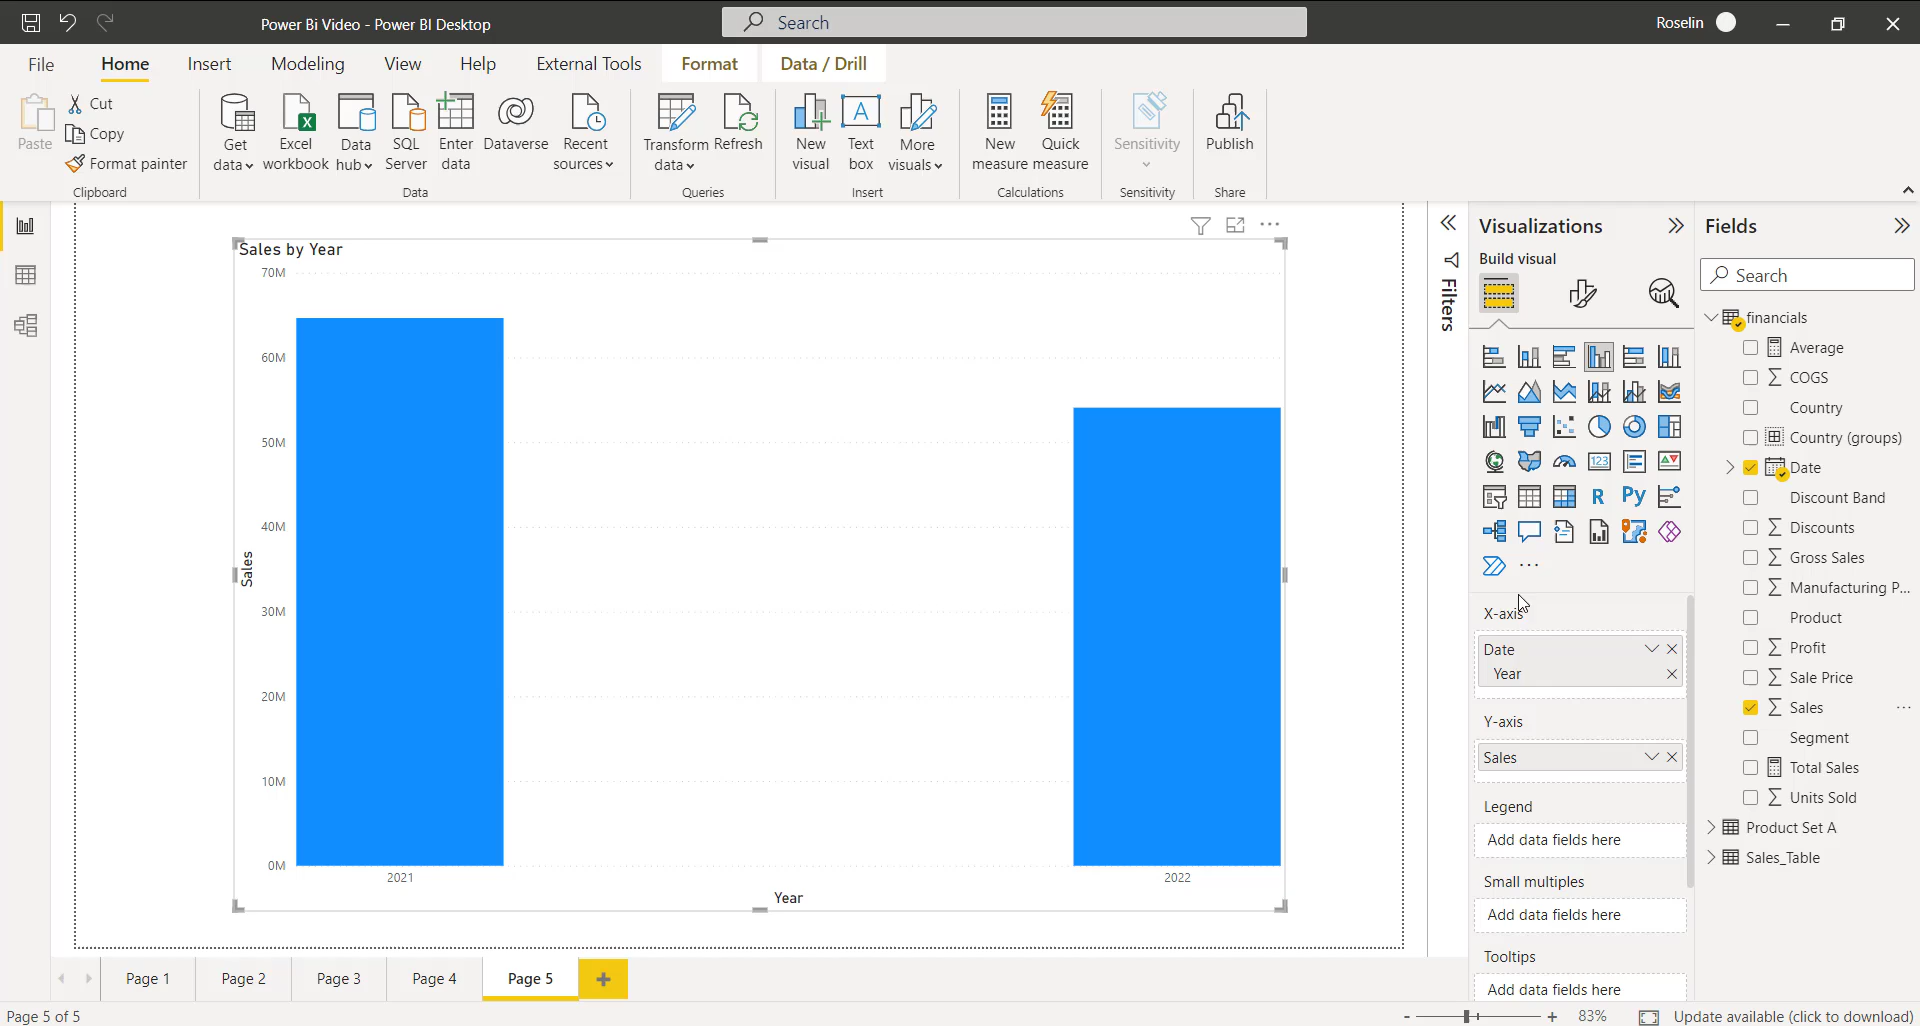 Power Bi Video - Power BI Desktop
Search
Roselin
File
Home
Insert
Modeling
View
Help
External Tools
Format
Data / Drill
Paste
Cut
Copy
Format painter
Clipboard
Get data
Excel workbook
Data hub
SQL Server
Enter data
Dataverse
Recent sources
Data
Transform data
Refresh
Queries
New visual
Text box
More visuals
Insert
New measure
Quick measure
Calculations
Sensitivity
Sensitivity
Publish
Share
Sales by Year
70M
60M
50M
40M
30M
20M
10M
0M
Sales
2021
2022
Year
Filters
Visualizations
Build visual
123
R
Py
X-axis
Date
Year
Y-axis
Sales
Legend
Add data fields here
Small multiples
Add data fields here
Tooltips
Add data fields here
Fields
Search
financials
Average
COGS
Country
Country (groups)
Date
Discount Band
Discounts
Gross Sales
Manufacturing P...
Product
Profit
Sale Price
Sales
Segment
Total Sales
Units Sold
Product Set A
Sales_Table
Page 1
Page 2
Page 3
Page 4
Page 5
Page 5 of 5
83%
Update available (click to download)